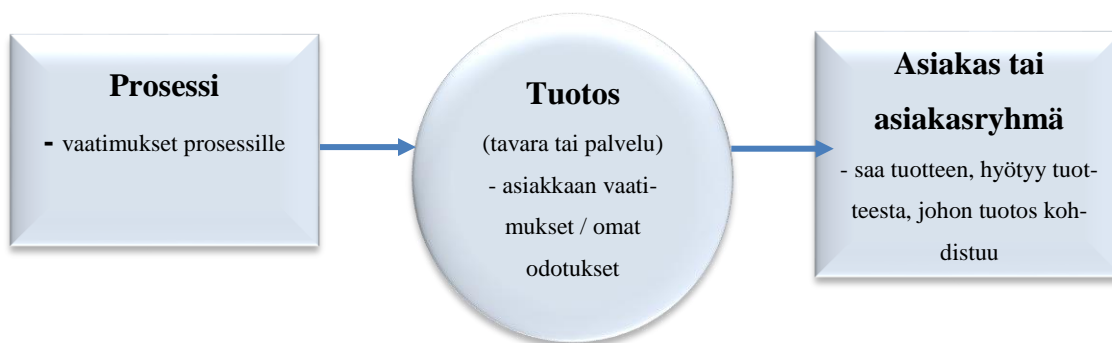 Prosessi
- vaatimukset prosessille
Tuotos
(tavara tai palvelu)
- asiakkaan vaati-
mukset / omat
odotukset
Asiakas tai
asiakasryhmä
- saa tuotteen, hyötyy tuot-
teesta, johon tuotos koh-
distuu